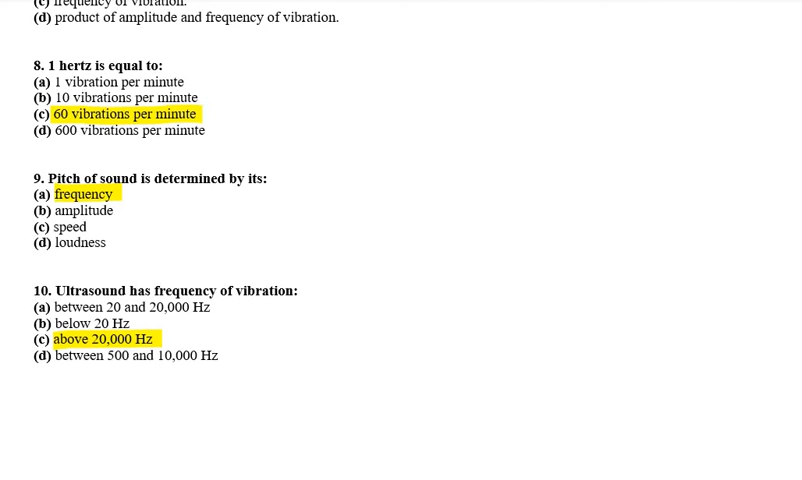 (c) frequency of vibration.
(d) product of amplitude and frequency of vibration.
8. 1 hertz is equal to:
(a) 1 vibration per minute
(b) 10 vibrations per minute
(c) 60 vibrations per minute
(d) 600 vibrations per minute
9. Pitch of sound is determined by its:
(a) frequency
(b) amplitude
(c) speed
(d) loudness
10. Ultrasound has frequency of vibration:
(a) between 20 and 20,000 Hz
(b) below 20 Hz
(c) above 20,000 Hz
(d) between 500 and 10,000 Hz